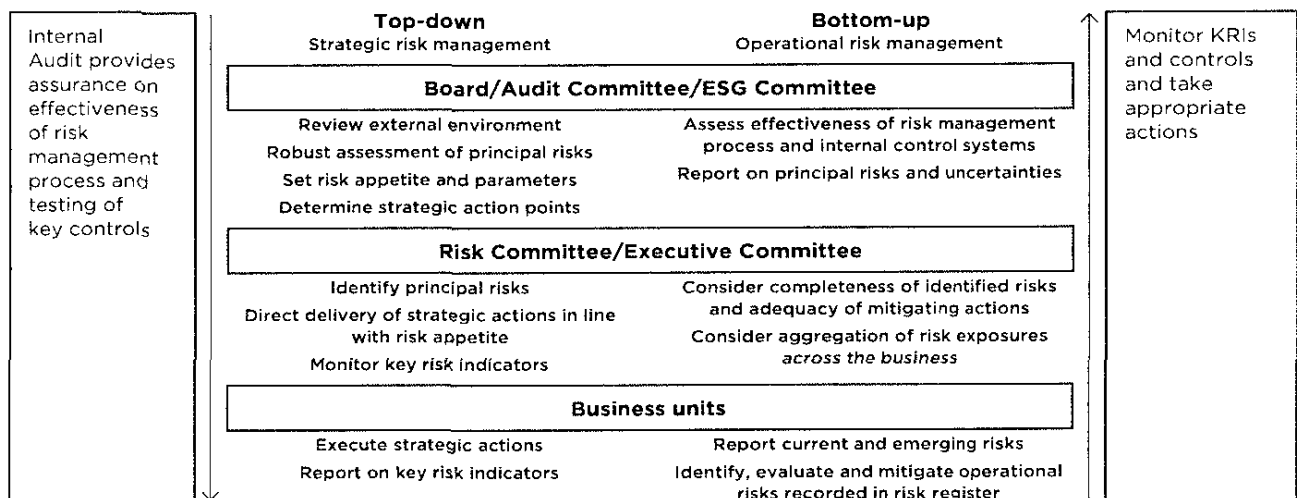 Internal
Audit provides
assurance on
effectiveness
of risk
management
process and
testing of
key controls
Top-down
Strategic risk management
Bottom-up
Operational risk management
Board/Audit Committee/ESG Committee
Review external environment
Robust assessment of principal risks
Set risk appetite and parameters
Determine strategic action points
Assess effectiveness of risk management
process and internal control systems
Report on principal risks and uncertainties
Risk Committee/Executive Committee
Identify principal risks
Direct delivery of strategic actions in line
with risk appetite
Monitor key risk indicators
Consider completeness of identified risks
and adequacy of mitigating actions
Consider aggregation of risk exposures
across the business
Business units
Execute strategic actions
Report on key risk indicators
Report current and emerging risks
Identify, evaluate and mitigate operational
risks recorded in risk register
Monitor KRIs
and controls
and take
appropriate
actions